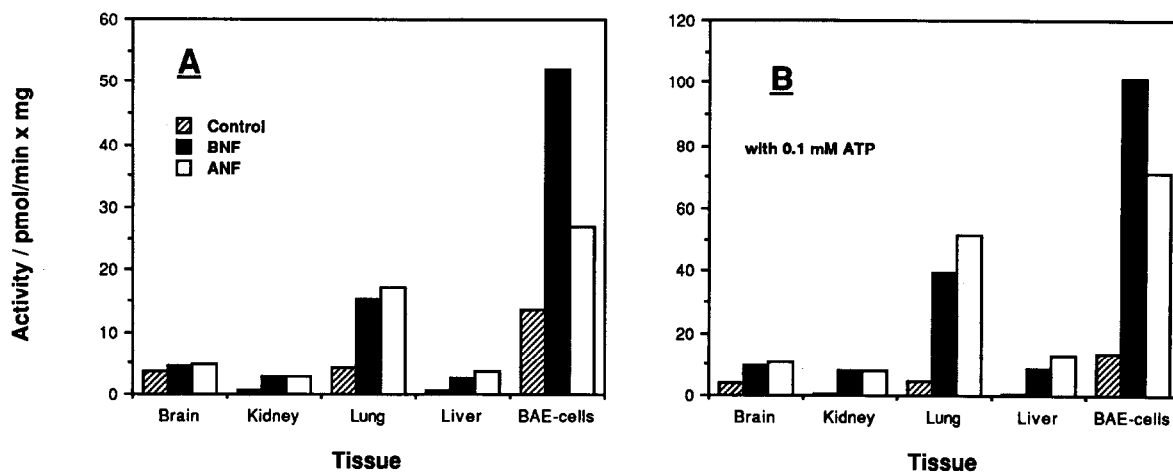 A
Control
BNF
ANF
60
50
40
30
20
10
0
Activity / pmol/min x mg
Brain Kidney Lung Liver BAE-cells
Tissue
B
with 0.1 mM ATP
120
100
80
60
40
20
0
Brain Kidney Lung Liver BAE-cells
Tissue